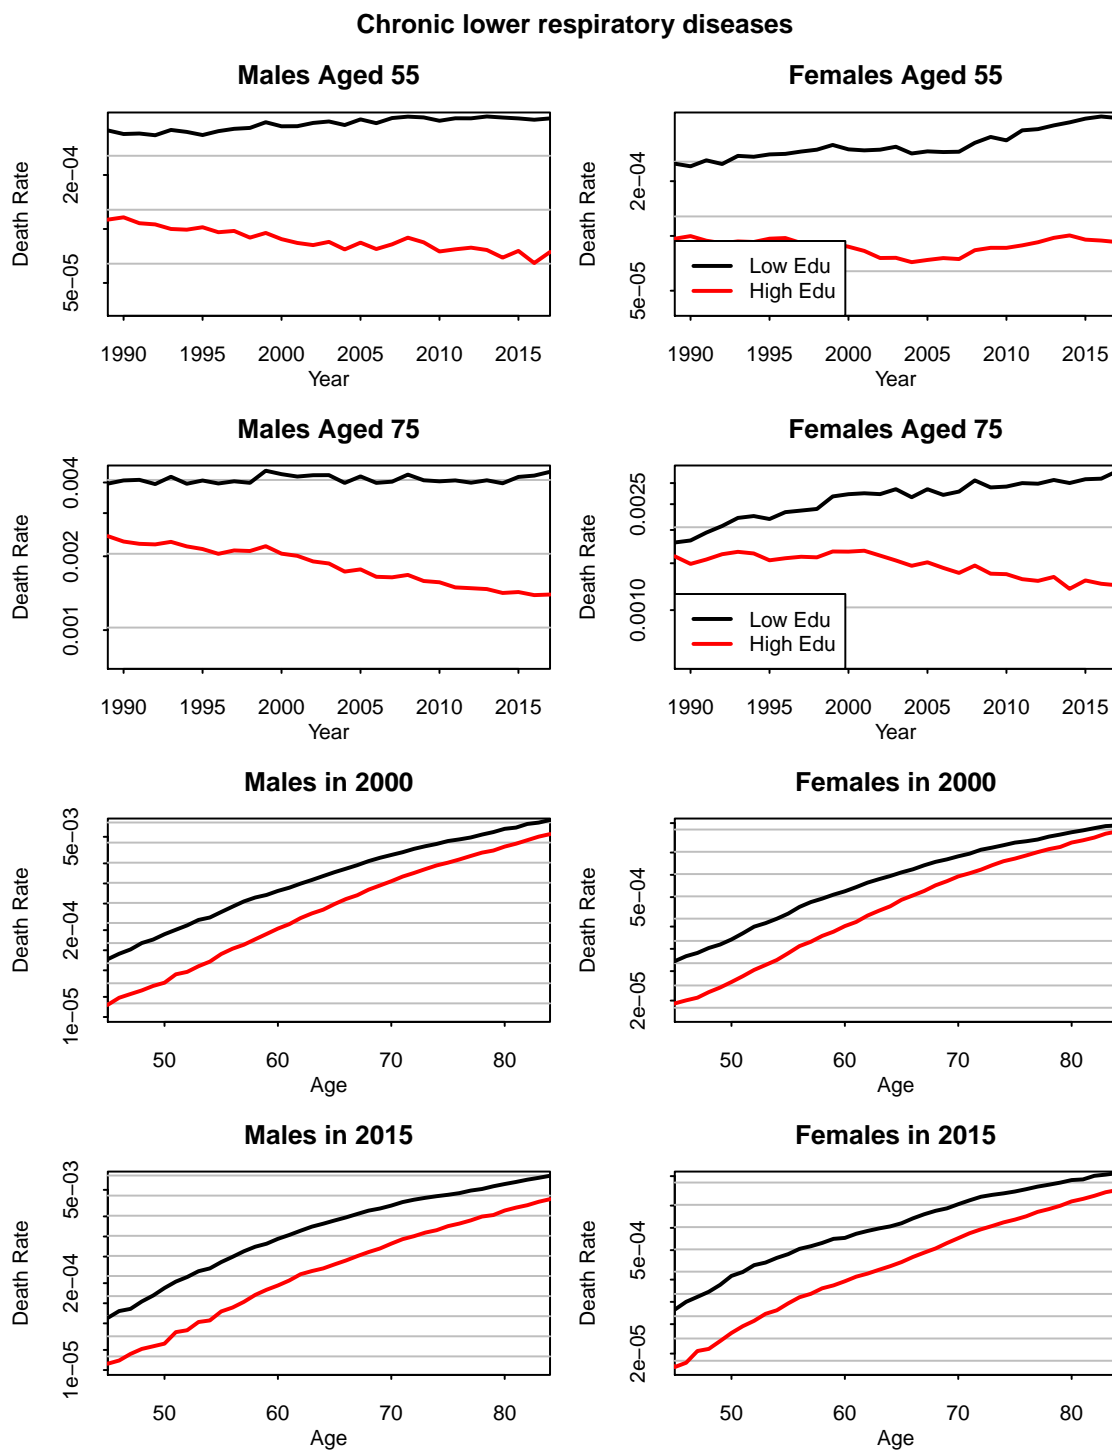 Chronic lower respiratory diseases
Males Aged 55
Death Rate
5e−05 2e−04
1990 1995 2000 2005 2010 2015
Year
Females Aged 55
Death Rate
5e−05 2e−04
Low Edu
High Edu
1990 1995 2000 2005 2010 2015
Year
Males Aged 75
Death Rate
0.001 0.002 0.004
1990 1995 2000 2005 2010 2015
Year
Females Aged 75
Death Rate
0.0010 0.0025
Low Edu
High Edu
1990 1995 2000 2005 2010 2015
Year
Males in 2000
Death Rate
1e−05 2e−04 5e−03
50 60 70 80
Age
Females in 2000
Death Rate
2e−05 5e−04
50 60 70 80
Age
Males in 2015
Death Rate
1e−05 2e−04 5e−03
50 60 70 80
Age
Females in 2015
Death Rate
2e−05 5e−04
50 60 70 80
Age